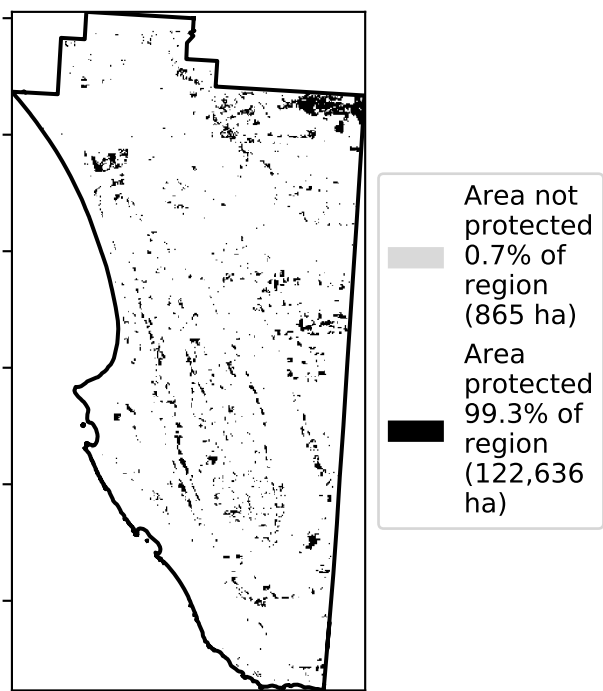 Area not
protected
0.7% of
region
(865 ha)
Area
protected
99.3% of
region
(122,636
ha)